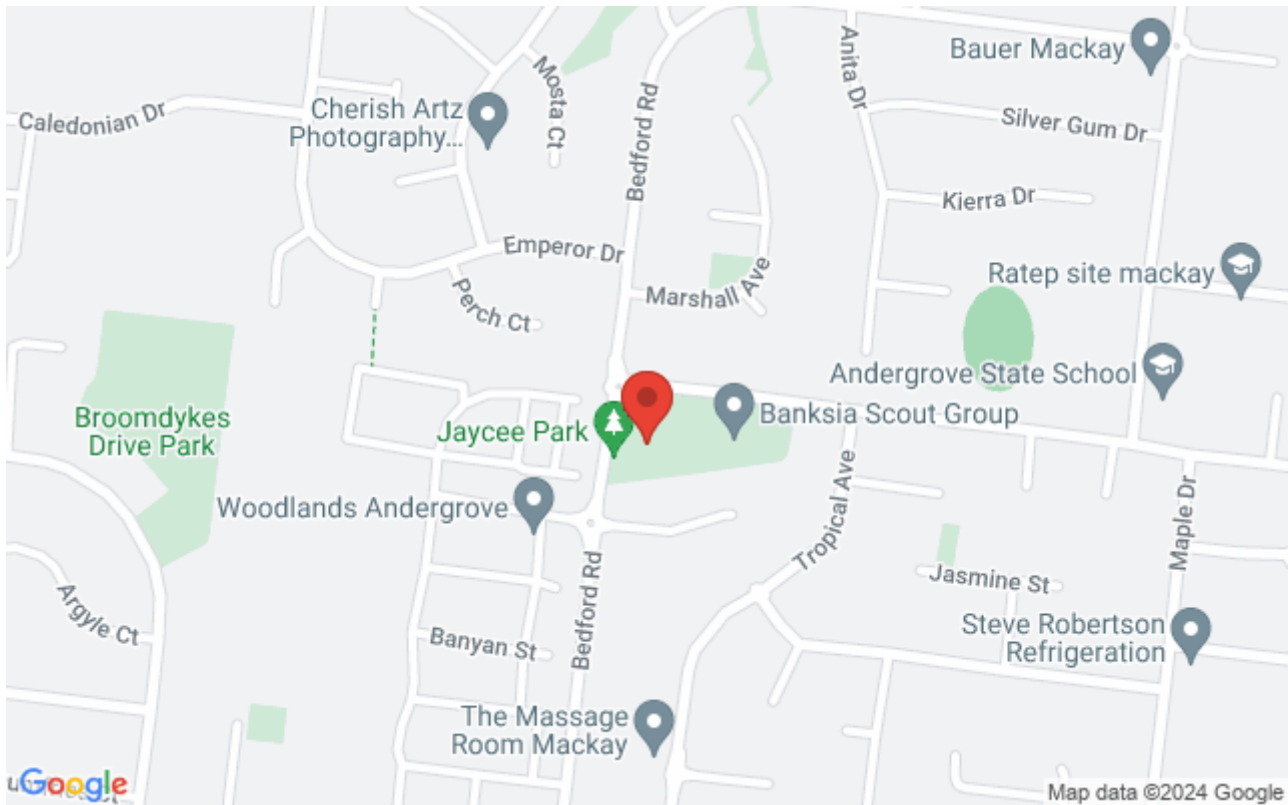 Bauer Mackay
Anita Dr
Mosta Ct
Cherish Artz
Photography...
Caledonian Dr
Bedford Rd
Silver Gum Dr
Kierra Dr
Emperor Dr
Marshall Ave
Ratep site mackay
Perch Ct
Andergrove State School
Broomdykes
Drive Park
Jaycee Park
Banksia Scout Group
Woodlands Andergrove
Tropical Ave
Maple Dr
Argyle Ct
Jasmine St
Banyan St
Bedford Rd
Steve Robertson
Refrigeration
The Massage
Room Mackay
Google
Map data ©2024 Google